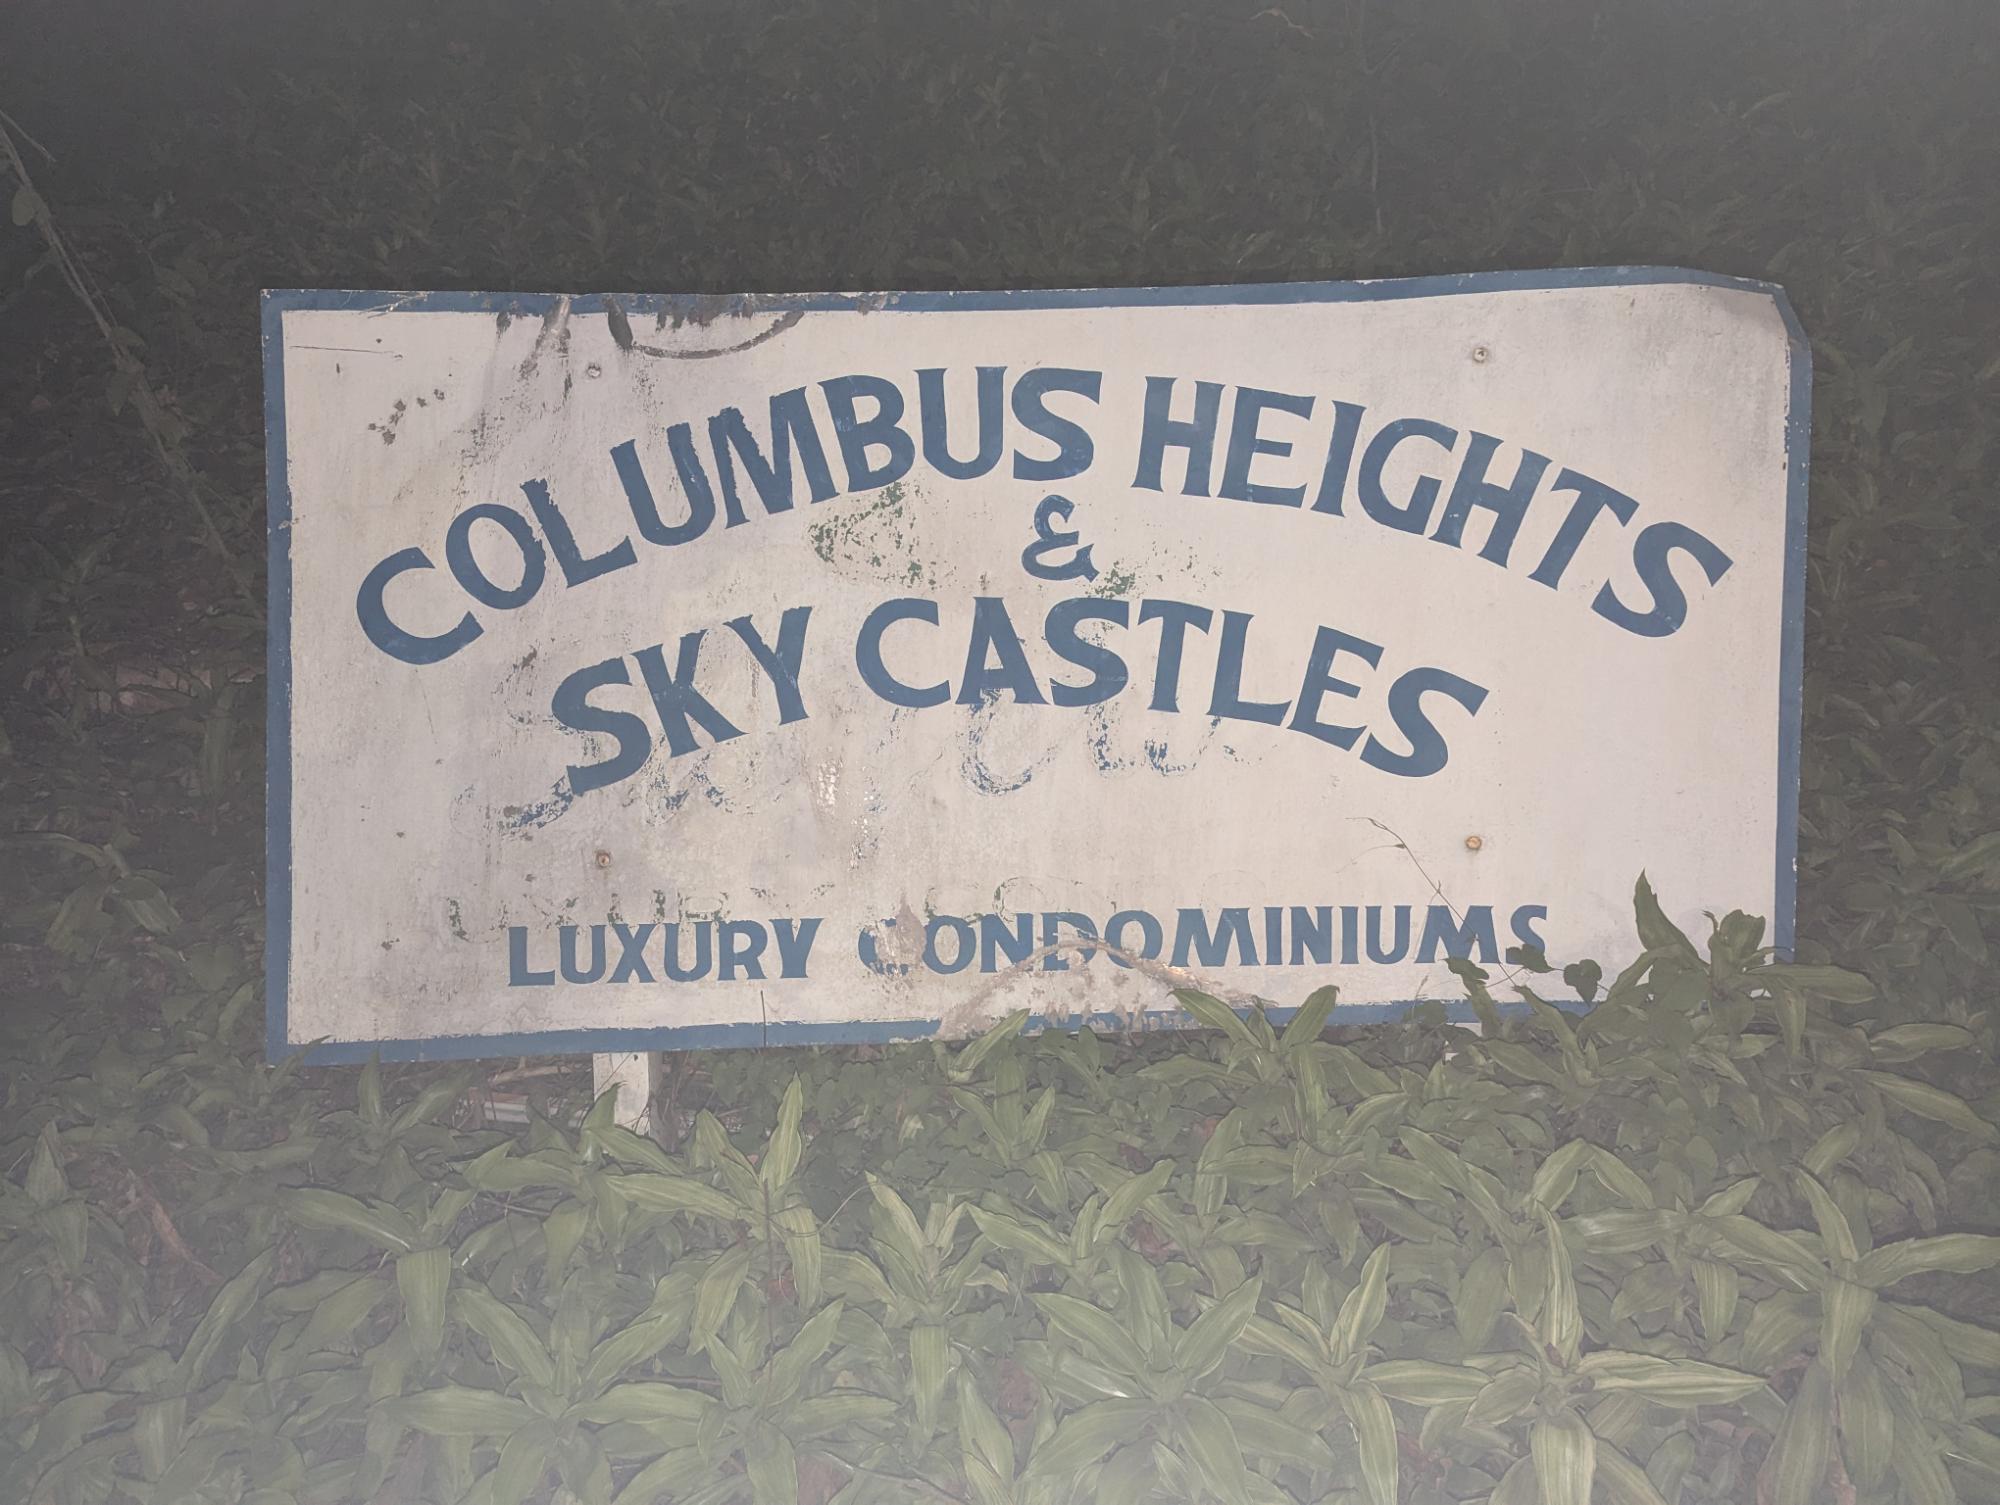 COLUMBUS HEIGHTS
&
SKY CASTLES
LUXURY CONDOMINIUMS